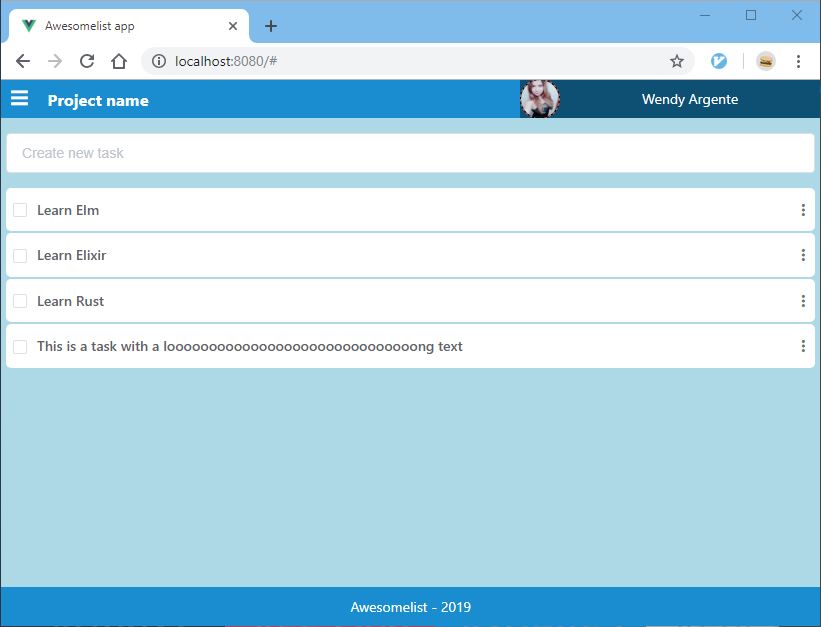 Awesomelist app
localhost:8080/#
Project name
Wendy Argente
Create new task
Learn Elm
Learn Elixir
Learn Rust
This is a task with a looooooooooooooooooooooooooooooong text
Awesomelist - 2019